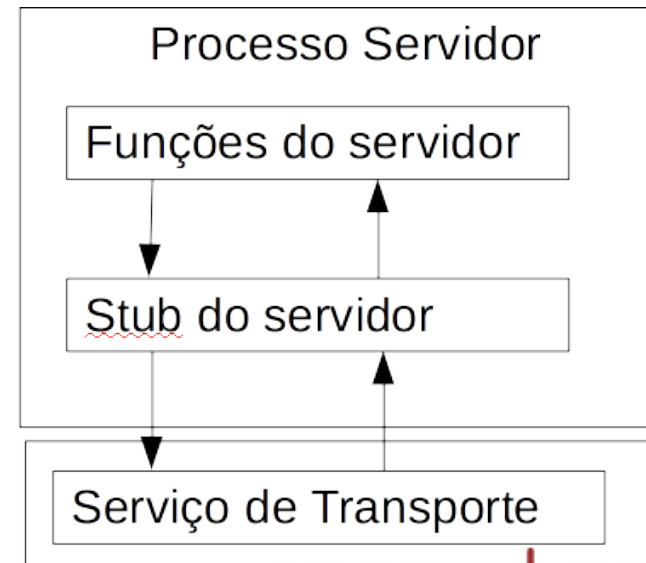 Processo Servidor
Funções do servidor
Stub do servidor
Serviço de Transporte